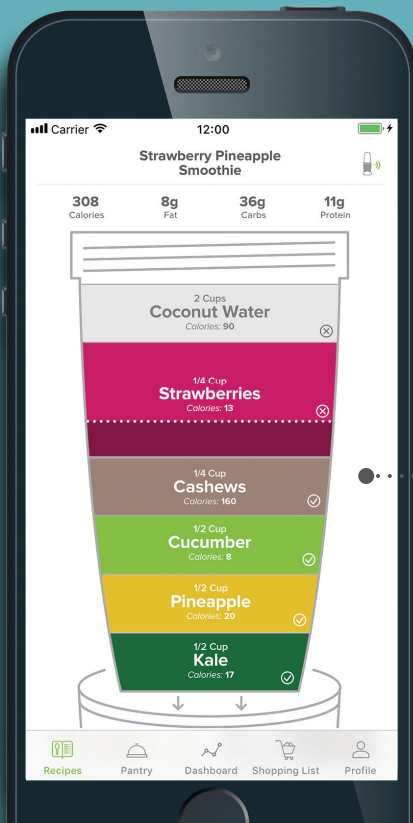 Carrier
12:00
Strawberry Pineapple
Smoothie
308
Calories
8g
Fat
36g
Carbs
11g
Protein
2 Cups
Coconut Water
Calories: 90
1/4 Cup
Strawberries
Calories: 13
1/4 Cup
Cashews
Calories: 160
1/2 Cup
Cucumber
Calories: 8
1/2 Cup
Pineapple
Calories: 20
1/2 Cup
Kale
Calories: 17
Recipes
Pantry
Dashboard
Shopping List
Profile